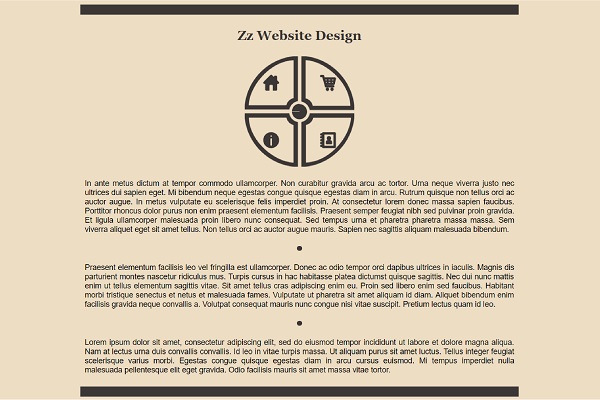 Zz Website Design
In ante metus dictum at tempor commodo ullamcorper. Non curabitur gravida arcu ac tortor. Urna neque viverra justo nec
ultrices dui sapien eget. Mi bibendum neque egestas congue quisque egestas diam in arcu. Rutrum quisque non tellus orci ac
auctor augue. In metus vulputate eu scelerisque felis imperdiet proin. At consectetur lorem donec massa sapien faucibus.
Porttitor rhoncus dolor purus non enim praesent elementum facilisis. Praesent semper feugiat nibh sed pulvinar proin gravida.
Et ligula ullamcorper malesuada proin libero nunc consequat. Sed tempus urna et pharetra pharetra massa massa. Sem
viverra aliquet eget sit amet tellus. Non tellus orci ac auctor augue mauris. Sapien nec sagittis aliquam malesuada bibendum.
Praesent elementum facilisis leo vel fringilla est ullamcorper. Donec ac odio tempor orci dapibus ultrices in iaculis. Magnis dis
parturient montes nascetur ridiculus mus. Turpis cursus in hac habitasse platea dictumst quisque sagittis. Nec dui nunc mattis
enim ut tellus elementum sagittis vitae. Sit amet tellus cras adipiscing enim eu. Proin sed libero enim sed faucibus. Habitant
morbi tristique senectus et netus et malesuada fames. Vulputate ut pharetra sit amet aliquam id diam. Aliquet bibendum enim
facilisis gravida neque convallis a. Volutpat consequat mauris nunc congue nisi vitae suscipit. Pretium lectus quam id leo.
Lorem ipsum dolor sit amet, consectetur adipiscing elit, sed do eiusmod tempor incididunt ut labore et dolore magna aliqua.
Nam at lectus urna duis convallis convallis. Id leo in vitae turpis massa. Ut aliquam purus sit amet luctus. Tellus integer feugiat
scelerisque varius morbi. Egestas congue quisque egestas diam in arcu cursus euismod. Mi tempus imperdiet nulla
malesuada pellentesque elit eget gravida. Odio facilisis mauris sit amet massa vitae tortor.